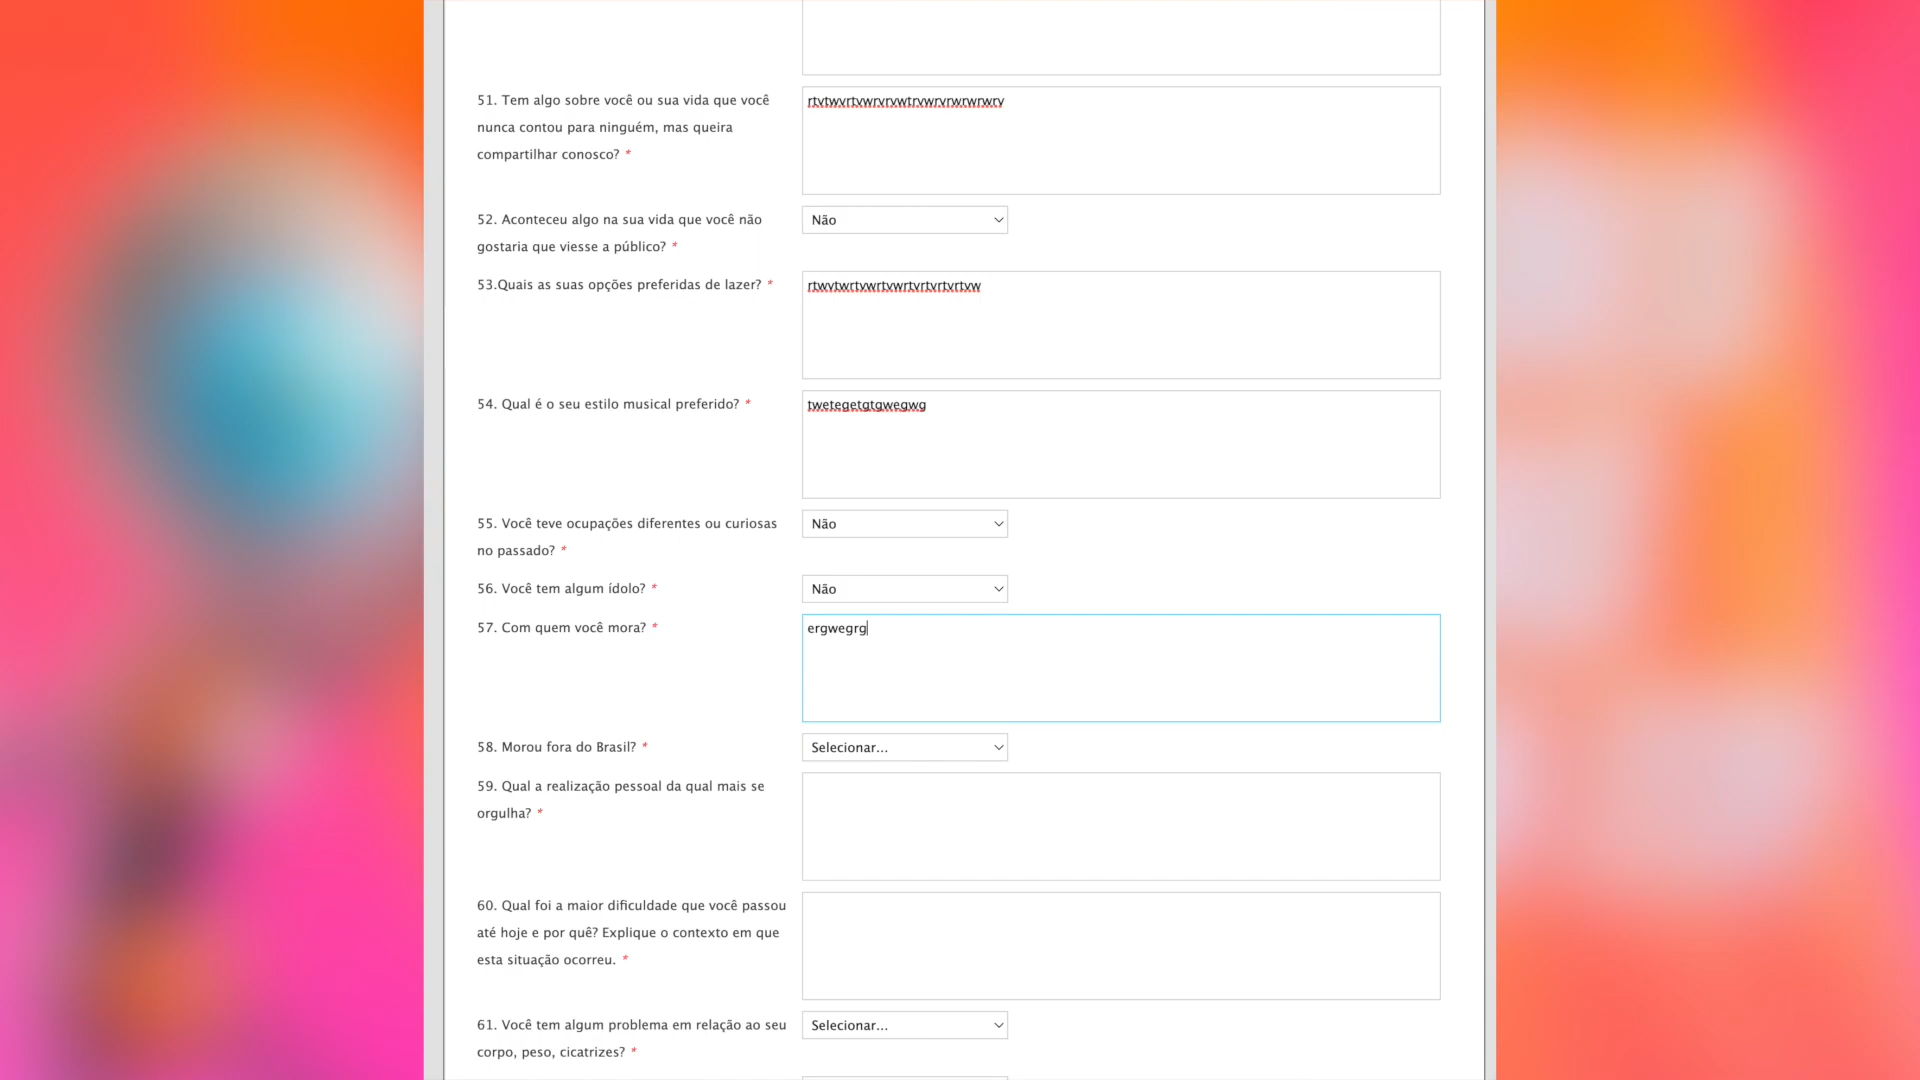 51. Tem algo sobre você ou sua vida que você
nunca contou para ninguém, mas queira
compartilhar conosco? *
rtvtwvrtvwrvrvwtrvwrvrwrwrwrv
52. Aconteceu algo na sua vida que você não
gostaria que viesse a público? *
Não
53.Quais as suas opções preferidas de lazer? *
rtwvtwrtvwrtvwrtvrtvrtvrtvw
54. Qual é o seu estilo musical preferido? *
twetegetgtgwegwg
55. Você teve ocupações diferentes ou curiosas
no passado? *
Não
56. Você tem algum ídolo? *
Não
57. Com quem você mora? *
ergwegrg
58. Morou fora do Brasil? *
Selecionar...
59. Qual a realização pessoal da qual mais se
orgulha? *
60. Qual foi a maior dificuldade que você passou
até hoje e por quê? Explique o contexto em que
esta situação ocorreu. *
61. Você tem algum problema em relação ao seu
corpo, peso, cicatrizes? *
Selecionar...